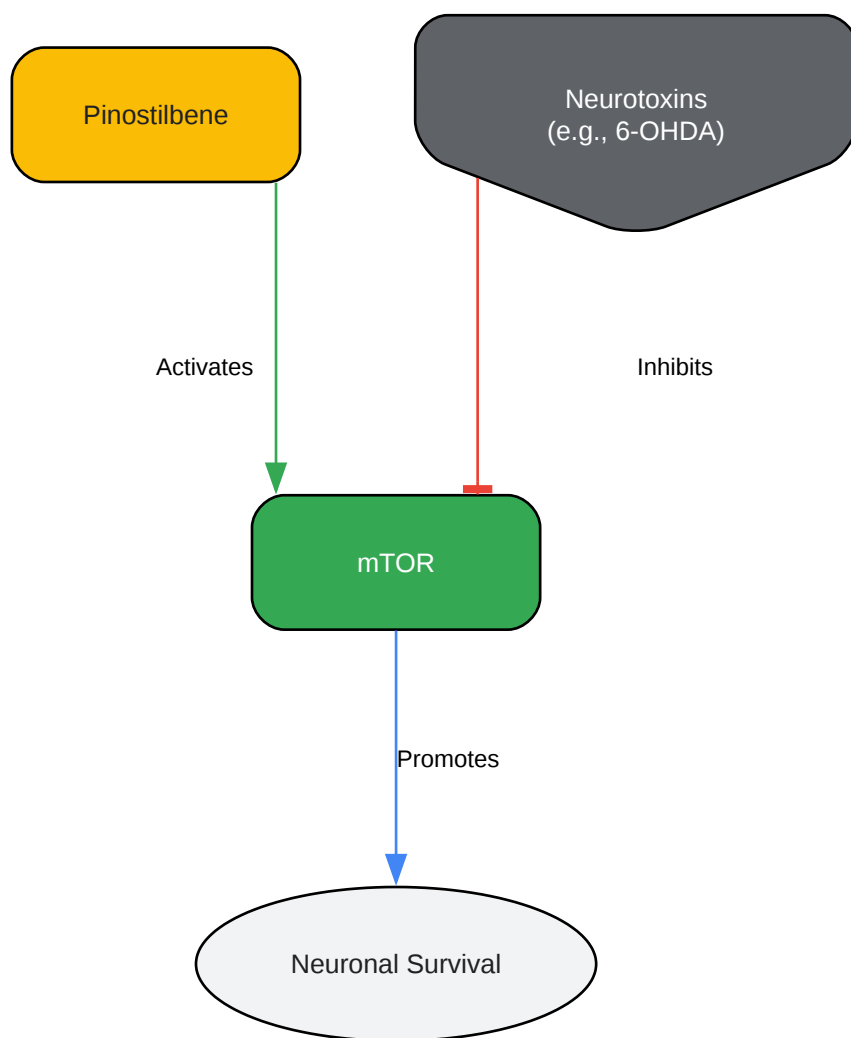 Pinostilbene
Neurotoxins
(e.g., 6-OHDA)
Activates
Inhibits
mTOR
Promotes
Neuronal Survival